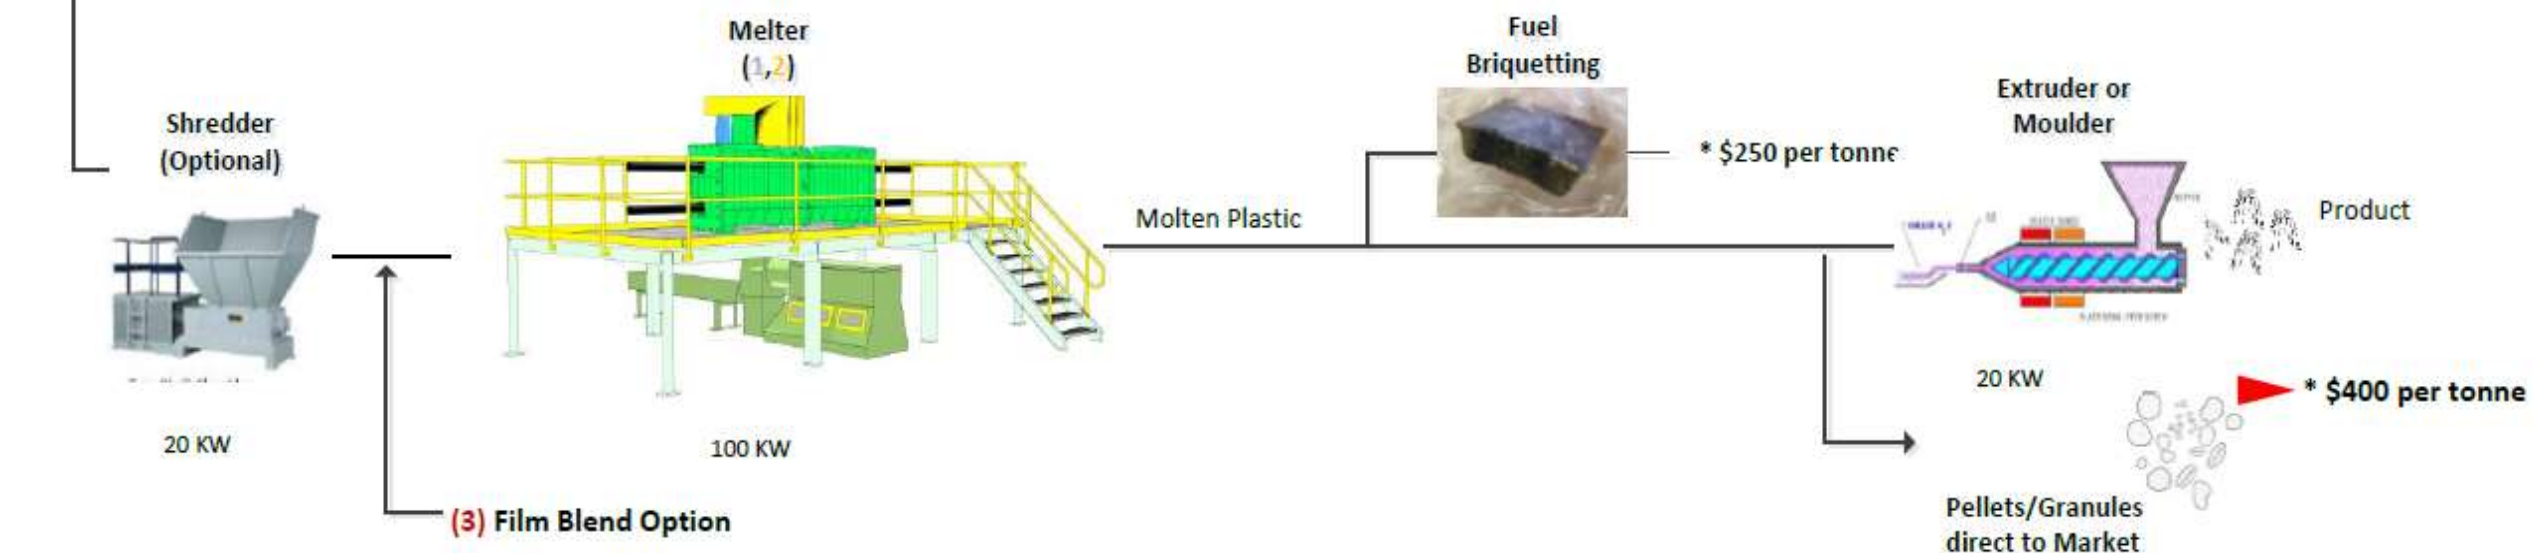 Melter
(1,2)
Fuel
Briquetting
Shredder
(Optional)
Extruder or
Moulder
* $250 per tonne
Molten Plastic
Product
20 KW
100 KW
20 KW
* $400 per tonne
(3) Film Blend Option
Pellets/Granules
direct to Market